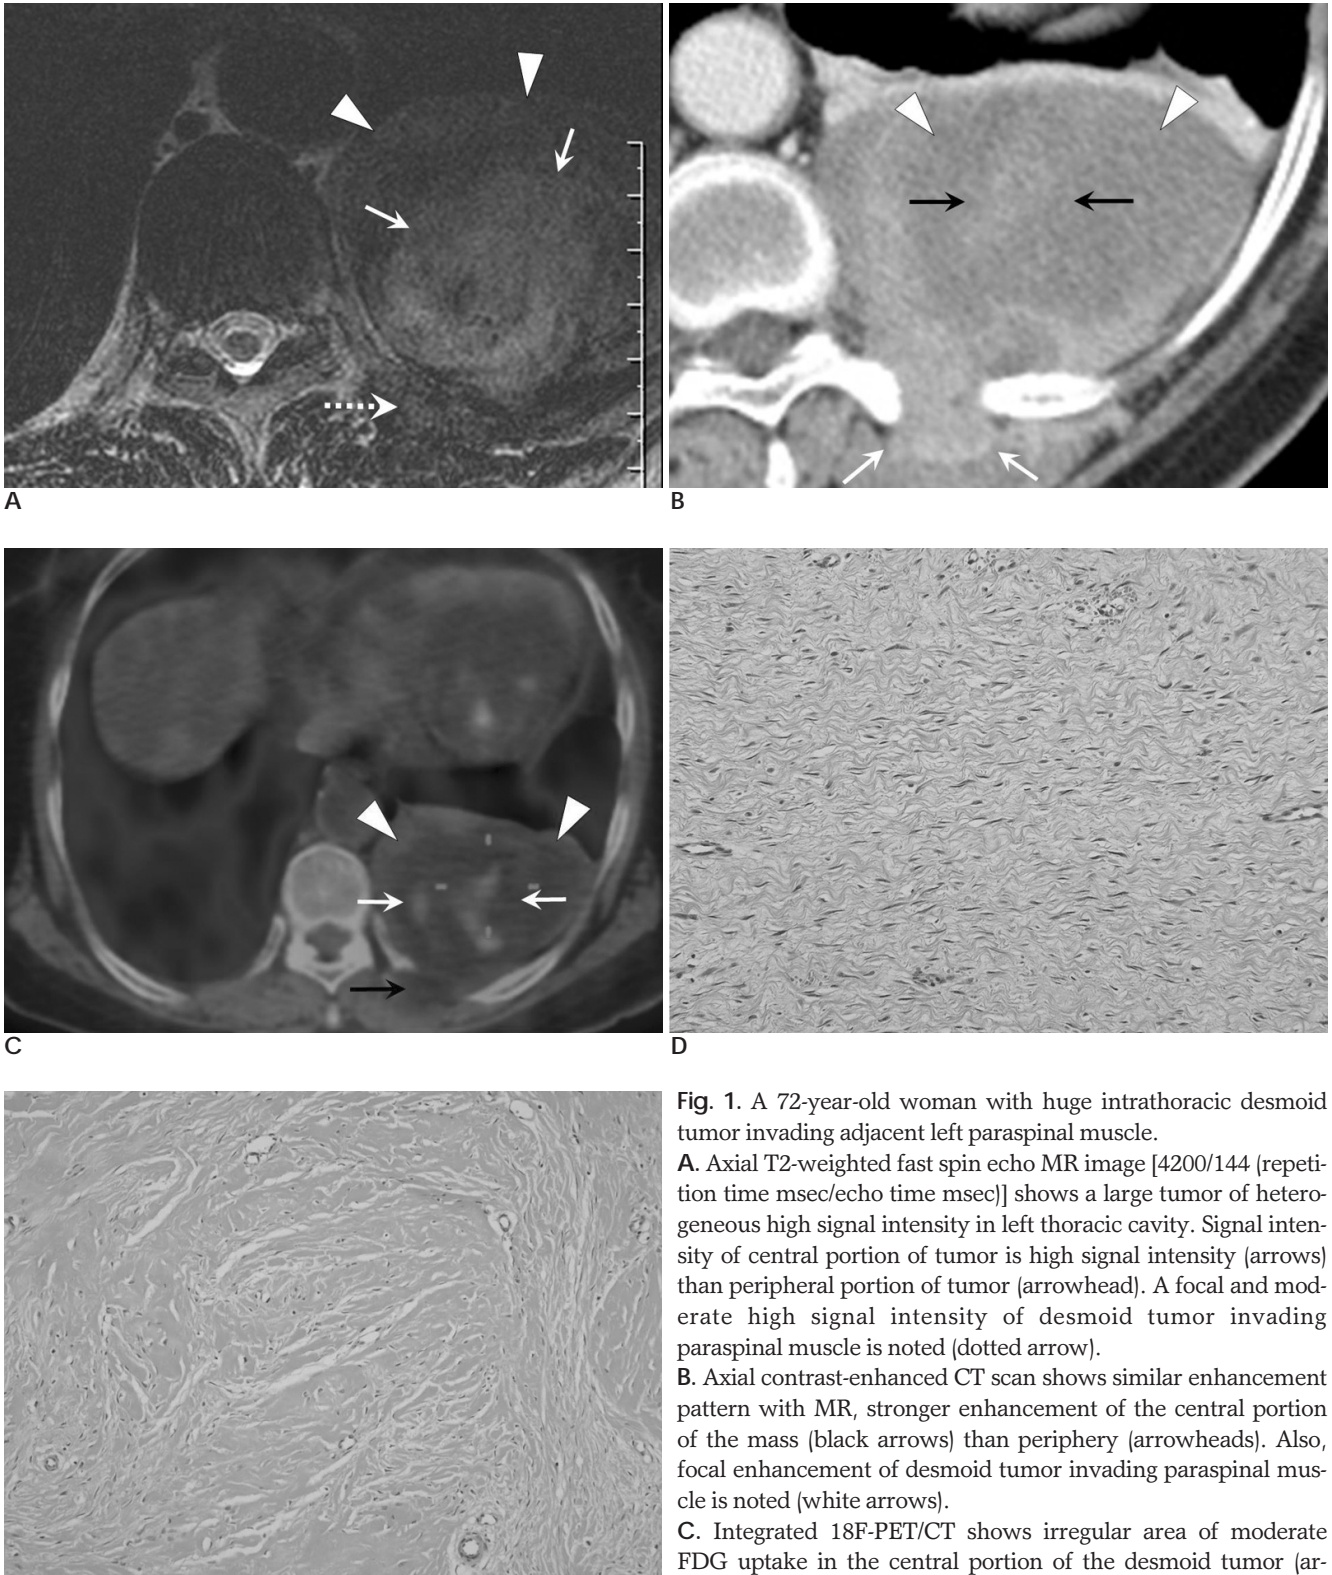 A
B
C
D
Fig. 1. A 72-year-old woman with huge intrathoracic desmoid
tumor invading adjacent left paraspinal muscle.
A. Axial T2-weighted fast spin echo MR image [4200/144 (repeti-
tion time msec/echo time msec)] shows a large tumor of hetero-
geneous high signal intensity in left thoracic cavity. Signal inten-
sity of central portion of tumor is high signal intensity (arrows)
than peripheral portion of tumor (arrowhead). A focal and mod-
erate high signal intensity of desmoid tumor invading
paraspinal muscle is noted (dotted arrow).
B. Axial contrast-enhanced CT scan shows similar enhancement
pattern with MR, stronger enhancement of the central portion
of the mass (black arrows) than periphery (arrowheads). Also,
focal enhancement of desmoid tumor invading paraspinal mus-
cle is noted (white arrows).
C. Integrated 18F-PET/CT shows irregular area of moderate
FDG uptake in the central portion of the desmoid tumor (ar-